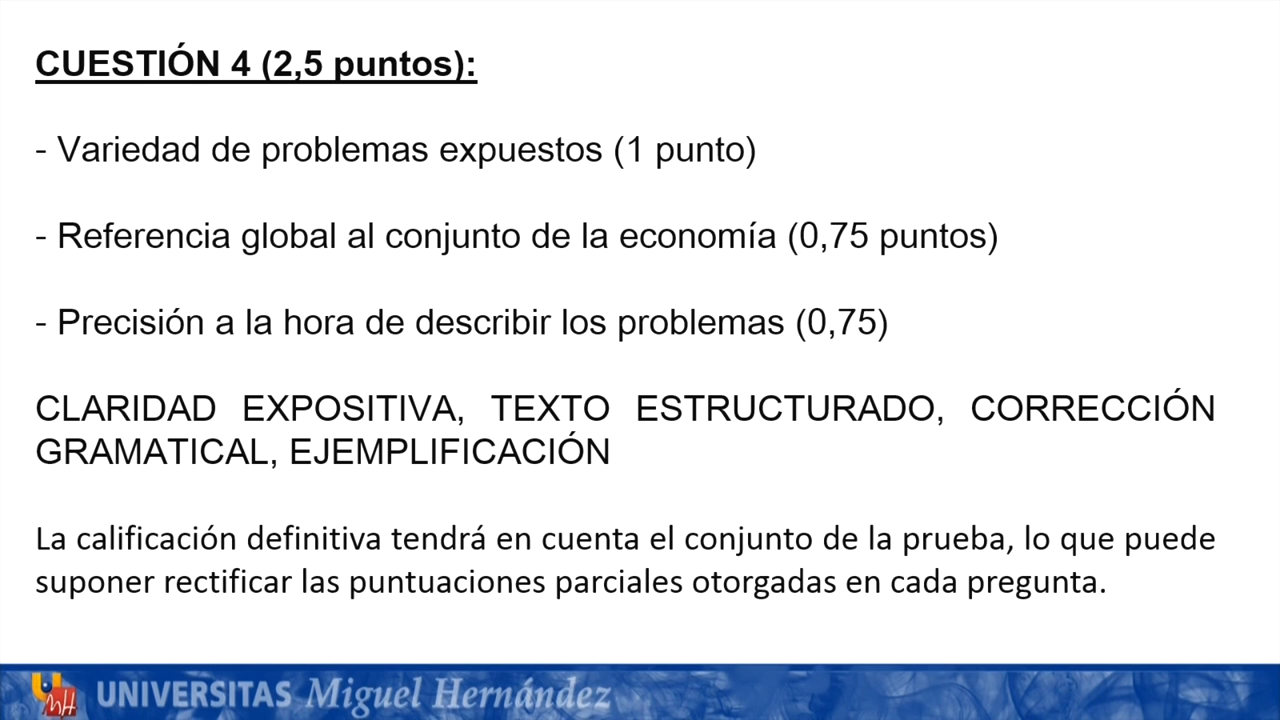 CUESTIÓN 4 (2,5 puntos):
- Variedad de problemas expuestos (1 punto)
- Referencia global al conjunto de la economía (0,75 puntos)
- Precisión a la hora de describir los problemas (0,75)
CLARIDAD EXPOSITIVA, TEXTO ESTRUCTURADO, CORRECCIÓN
GRAMATICAL, EJEMPLIFICACIÓN
La calificación definitiva tendrá en cuenta el conjunto de la prueba, lo que puede
suponer rectificar las puntuaciones parciales otorgadas en cada pregunta.
UNIVERSITAS Miguel Hernández